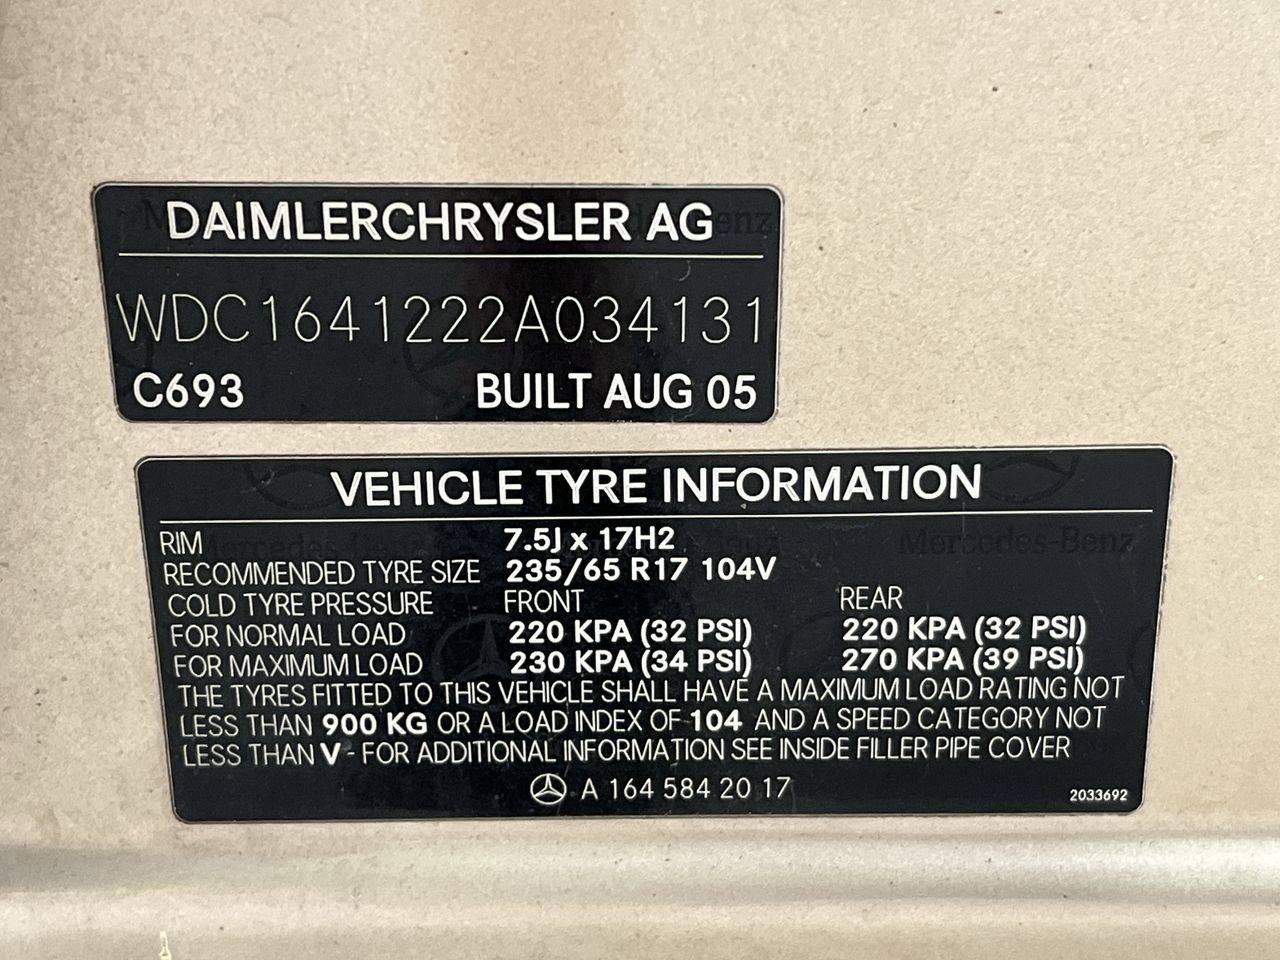 DAIMLERCHRYSLER AG
WDC1641222A034131
C693 BUILT AUG 05
VEHICLE TYRE INFORMATION
RIM 7.5J x 17H2
RECOMMENDED TYRE SIZE 235/65 R17 104V
COLD TYRE PRESSURE FRONT REAR
FOR NORMAL LOAD 220 KPA (32 PSI) 220 KPA (32 PSI)
FOR MAXIMUM LOAD 230 KPA (34 PSI) 270 KPA (39 PSI)
THE TYRES FITTED TO THIS VEHICLE SHALL HAVE A MAXIMUM LOAD RATING NOT
LESS THAN 900 KG OR A LOAD INDEX OF 104 AND A SPEED CATEGORY NOT
LESS THAN V - FOR ADDITIONAL INFORMATION SEE INSIDE FILLER PIPE COVER
A 164 584 20 17
2033692